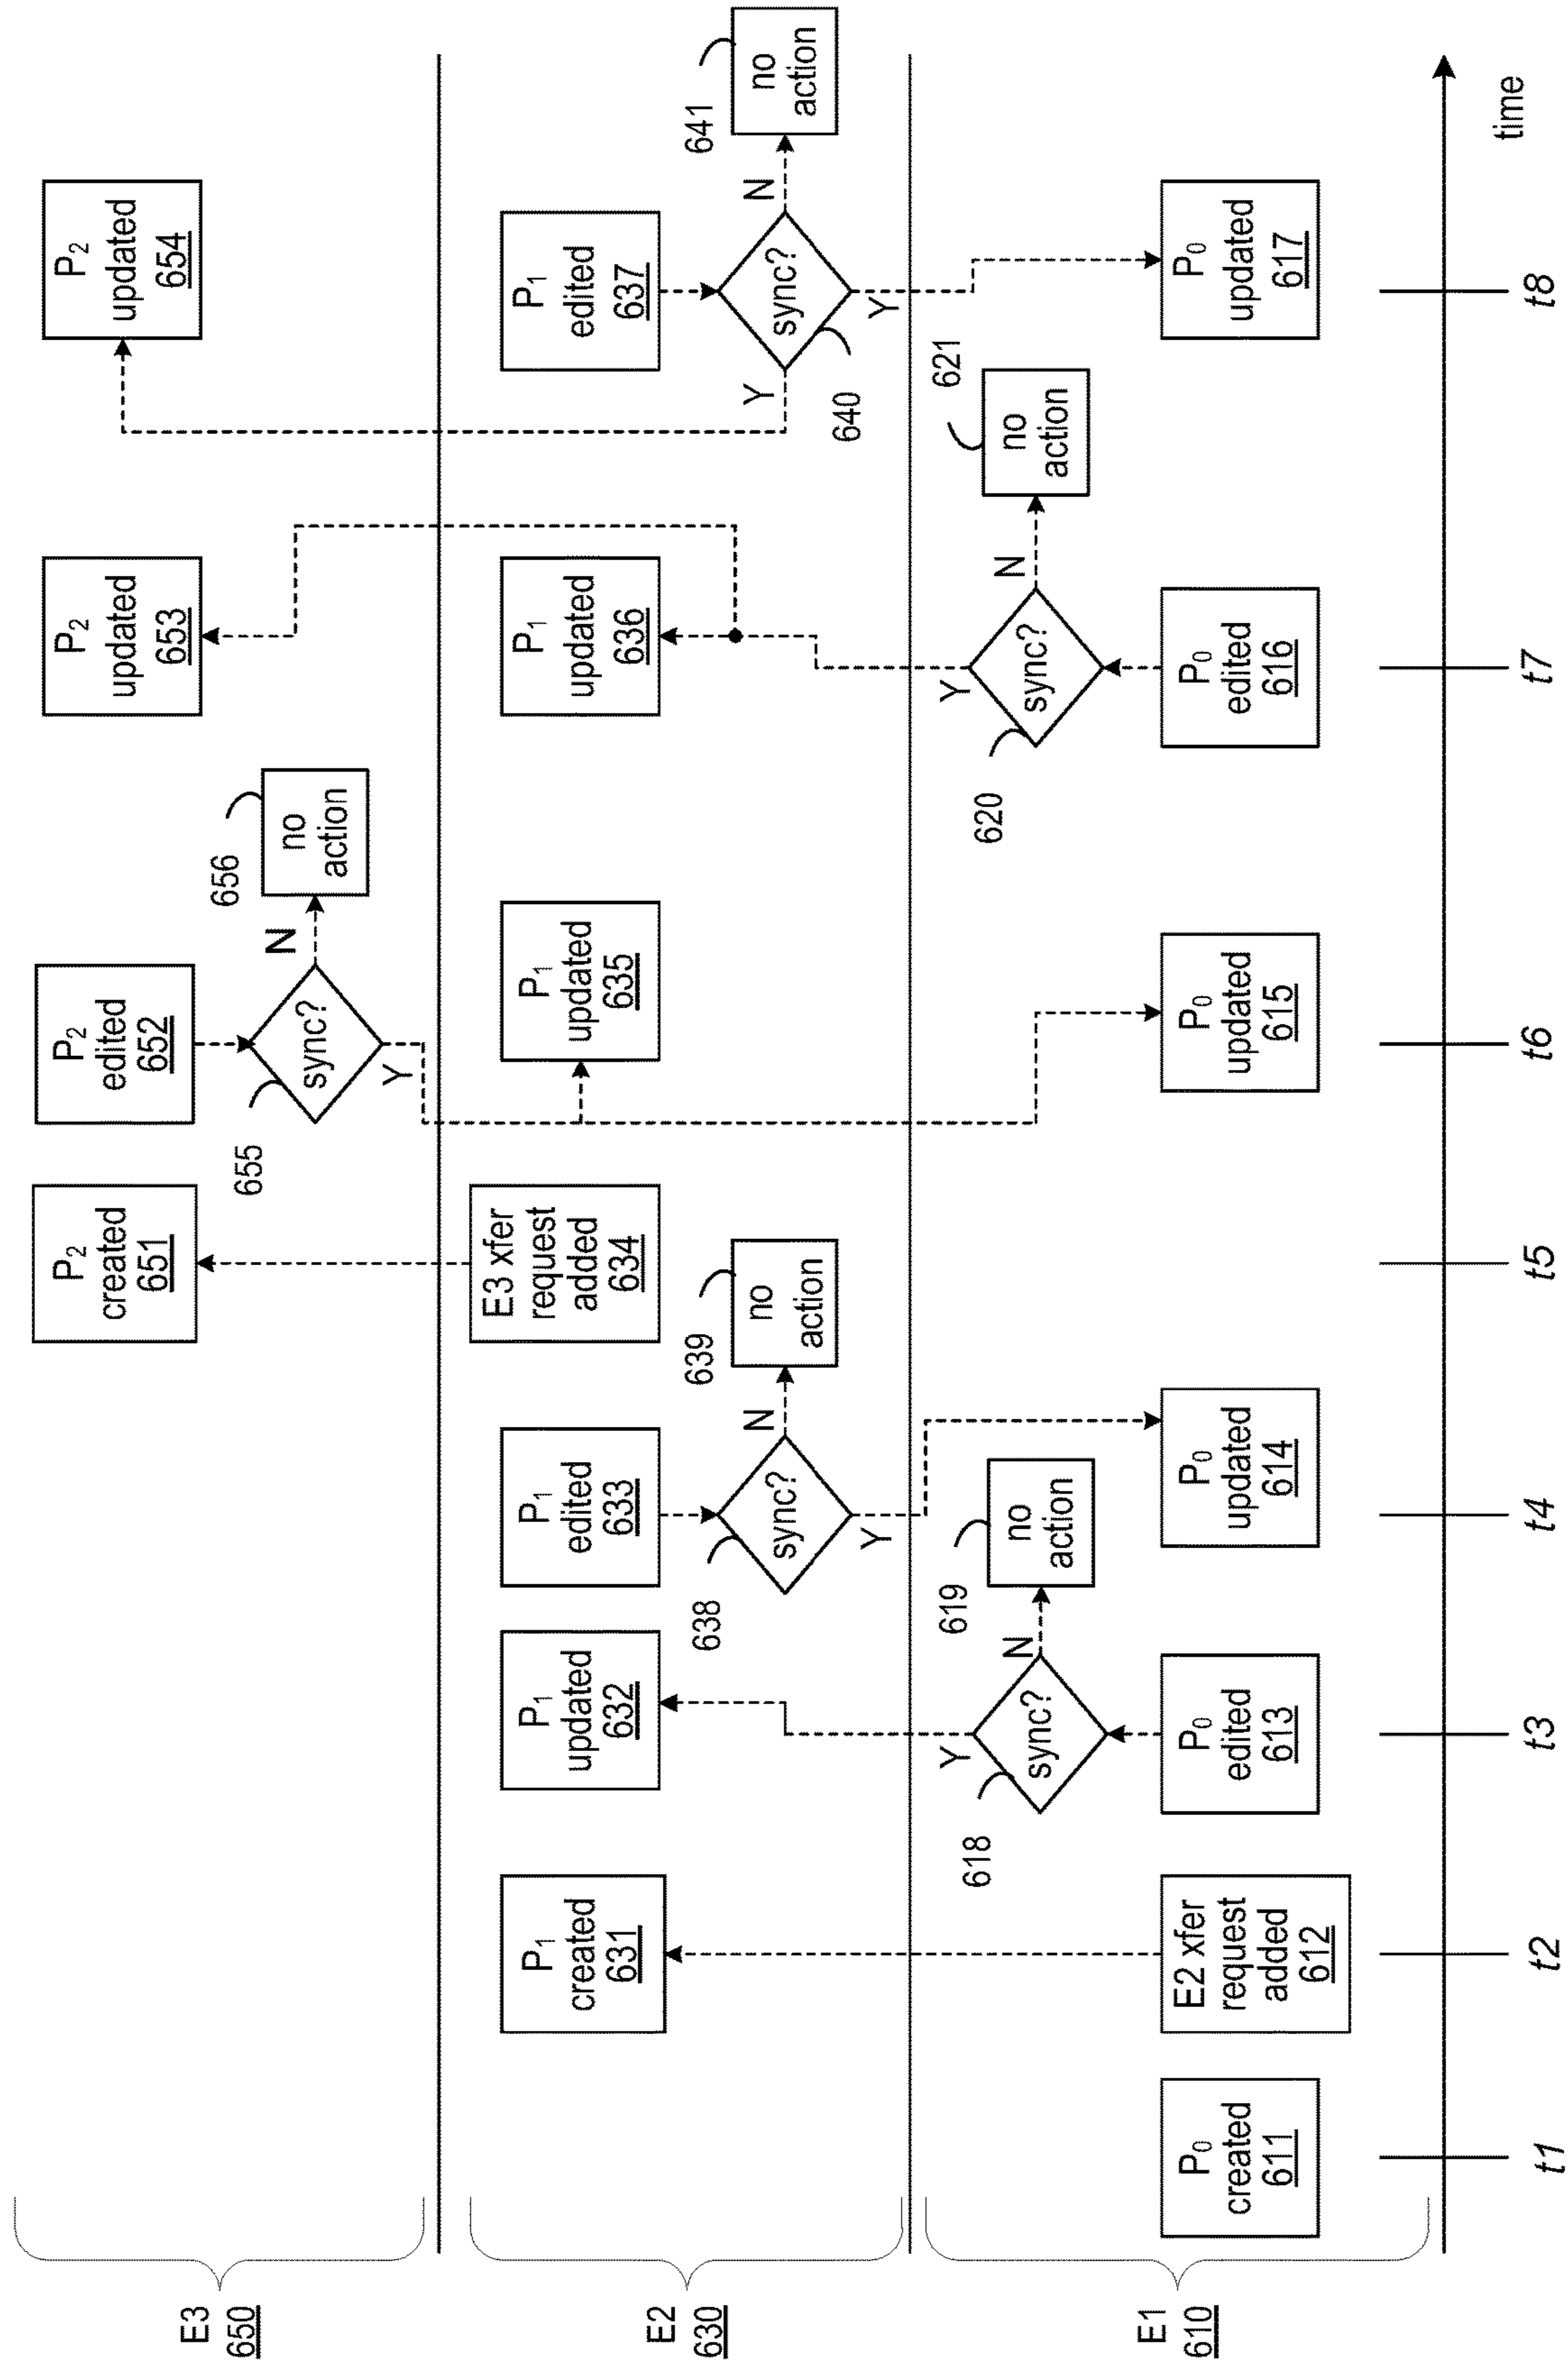 E3
650
P2
created
651
P2
edited
652
655
sync?
N
Y
656
no
action
P2
updated
653
P2
updated
654
E2
630
P1
created
631
P1
updated
632
P1
edited
633
638
sync?
N
Y
639
no
action
E3 xfer
request
added
634
P1
updated
635
P1
updated
636
P1
edited
637
Y
sync?
N
Y
640
641
no
action
E1
610
P0
created
611
E2 xfer
request
added
612
618
Y
sync?
N
619
no
action
P0
edited
613
P0
updated
614
P0
updated
615
620
Y
sync?
N
621
no
action
P0
edited
616
P0
updated
617
t1
t2
t3
t4
t5
t6
t7
t8
time